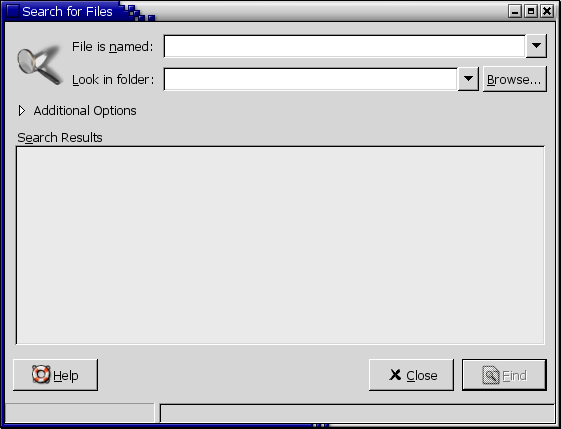 Search for Files
File is named:
Look in folder:
Browse...
Additional Options
Search Results
Help
Close
Find